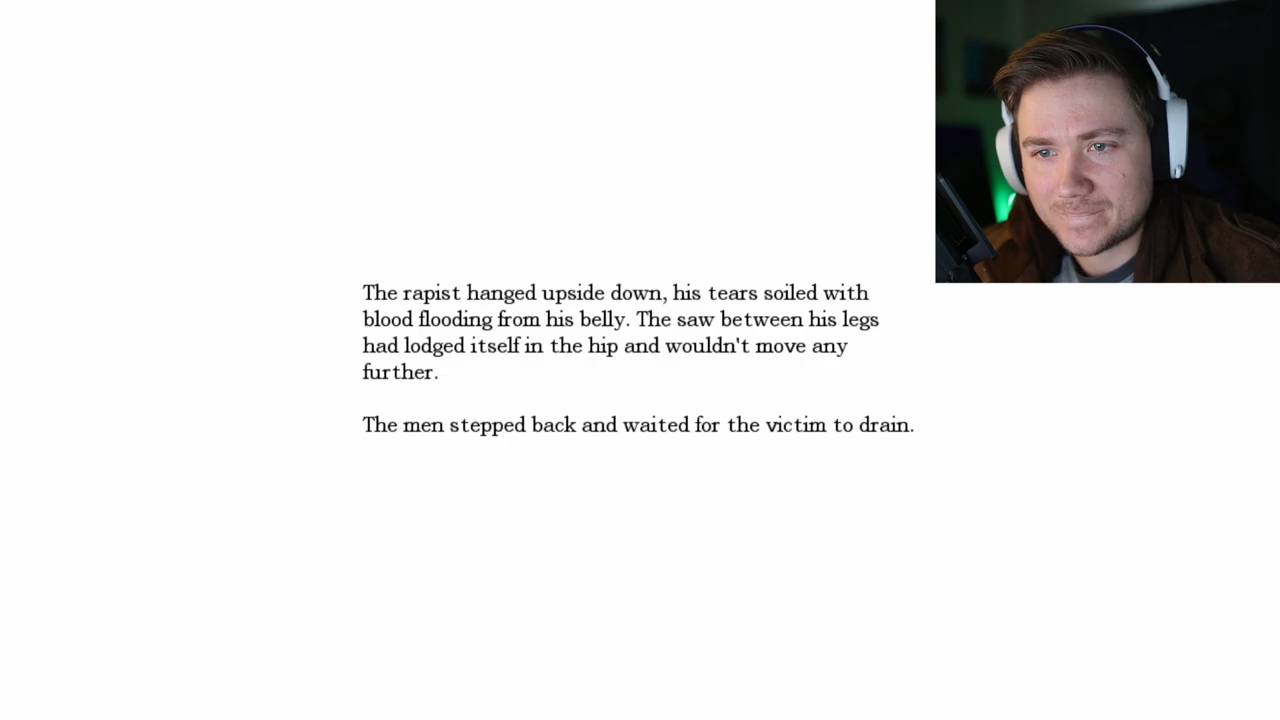 The rapist hanged upside down, his tears soiled with
blood flooding from his belly. The saw between his legs
had lodged itself in the hip and wouldn't move any
further.
The men stepped back and waited for the victim to drain.